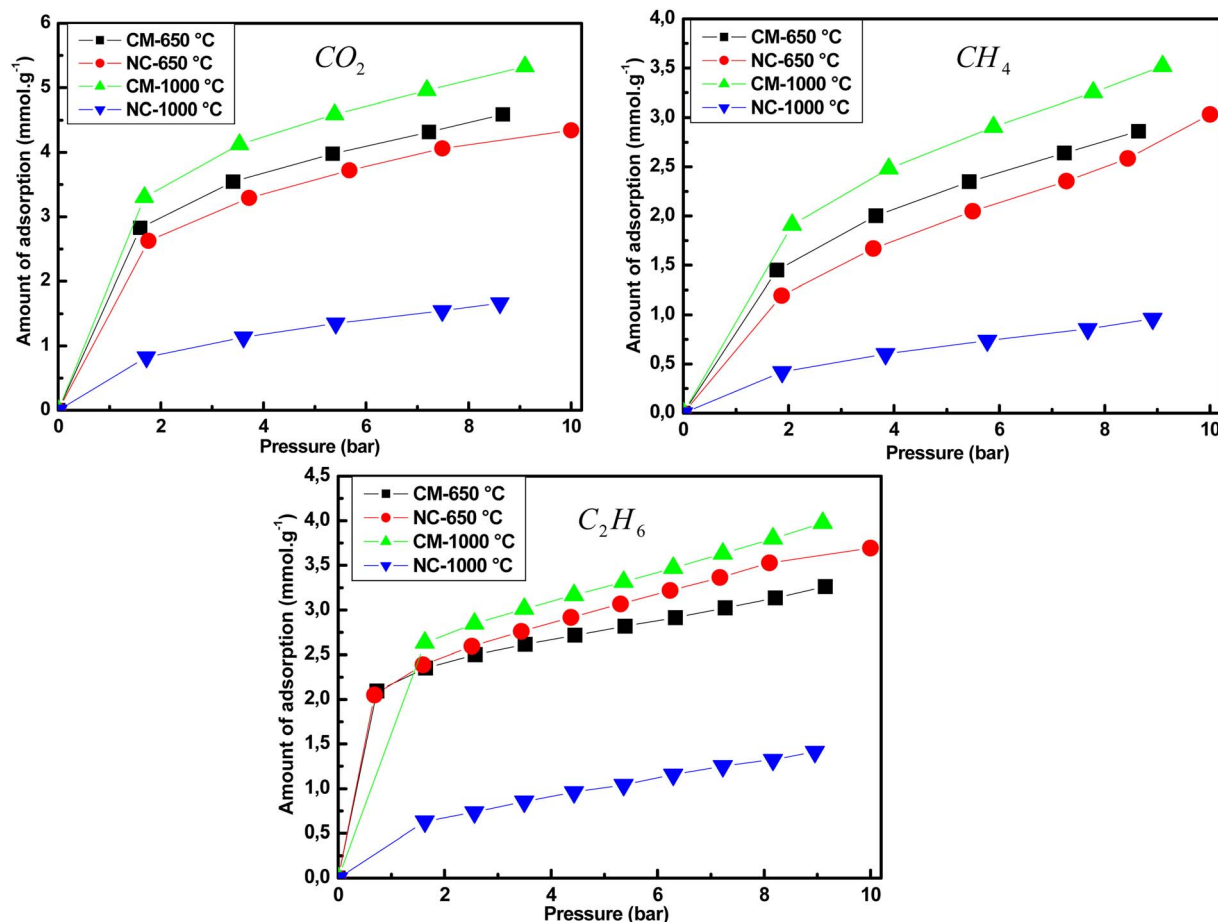 CM-650 °C
NC-650 °C
CM-1000 °C
NC-1000 °C
CO₂
Amount of adsorption (mmol.g⁻¹)
6
5
4
3
2
1
0
0 2 4 6 8 10
Pressure (bar)
CM-650 °C
NC-650 °C
CM-1000 °C
NC-1000 °C
CH₄
Amount of adsorption (mmol.g⁻¹)
4,0
3,5
3,0
2,5
2,0
1,5
1,0
0,5
0,0
0 2 4 6 8 10
Pressure (bar)
CM-650 °C
NC-650 °C
CM-1000 °C
NC-1000 °C
C₂H₆
Amount of adsorption (mmol.g⁻¹)
4,5
4,0
3,5
3,0
2,5
2,0
1,5
1,0
0,5
0,0
0 2 4 6 8 10
Pressure (bar)